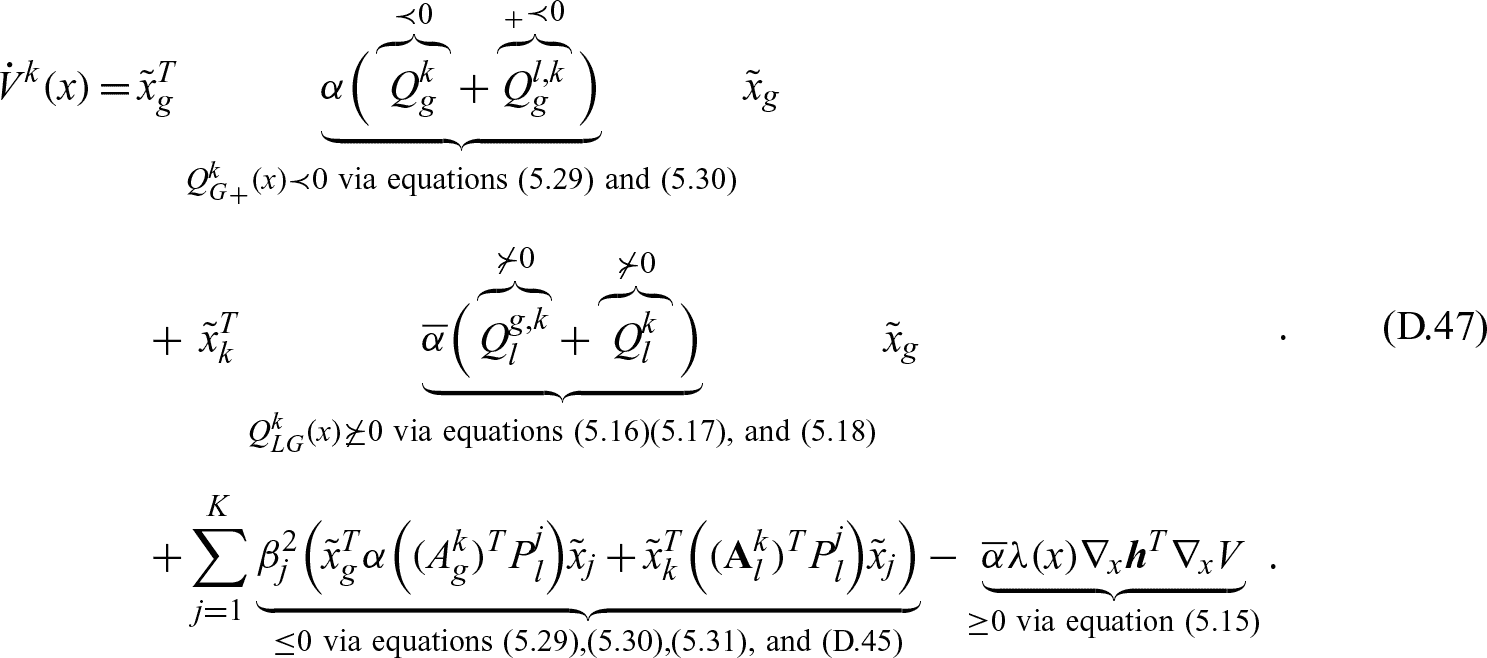 ≺0 +≺0
V̇ᵏ(x) = x̃_g^T α( Q_g^k + Q_g^{l,k} ) x̃_g
Q_{G+}^k(x)≺0 via equations (5.29) and (5.30)
⊁0 ⊁0
+ x̃_k^T α̅( Q_l^{g,k} + Q_l^k ) x̃_g . (D.47)
Q_{LG}^k(x)⋡0 via equations (5.16)(5.17), and (5.18)
+ ∑_{j=1}^{K} β_j^2( x̃_g^T α( (A_g^k)^T P_l^j ) x̃_j + x̃_k^T( (𝐀_l^k)^T P_l^j ) x̃_j ) − α̅λ(x)∇_x 𝒉^T ∇_x V .
≤0 via equations (5.29),(5.30),(5.31), and (D.45) ≥0 via equation (5.15)